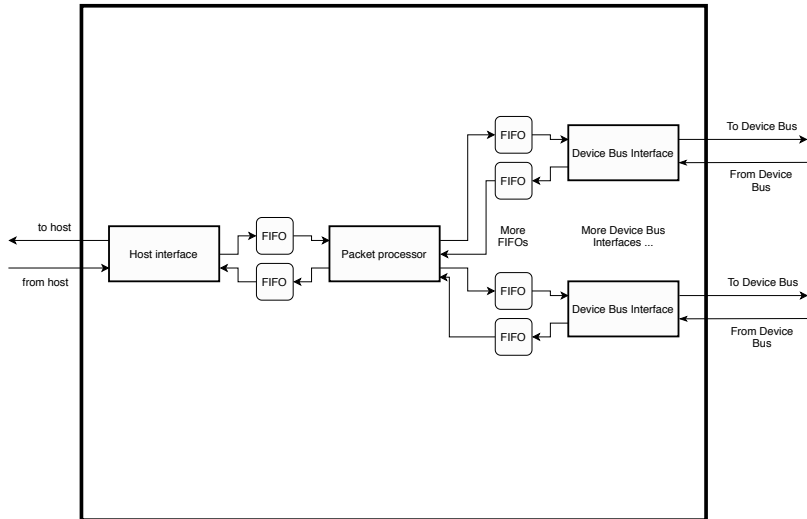 to host
from host
Host interface
FIFO
FIFO
Packet processor
FIFO
FIFO
More
FIFOs
FIFO
FIFO
Device Bus Interface
More Device Bus
Interfaces ...
Device Bus Interface
To Device Bus
From Device
Bus
To Device Bus
From Device
Bus